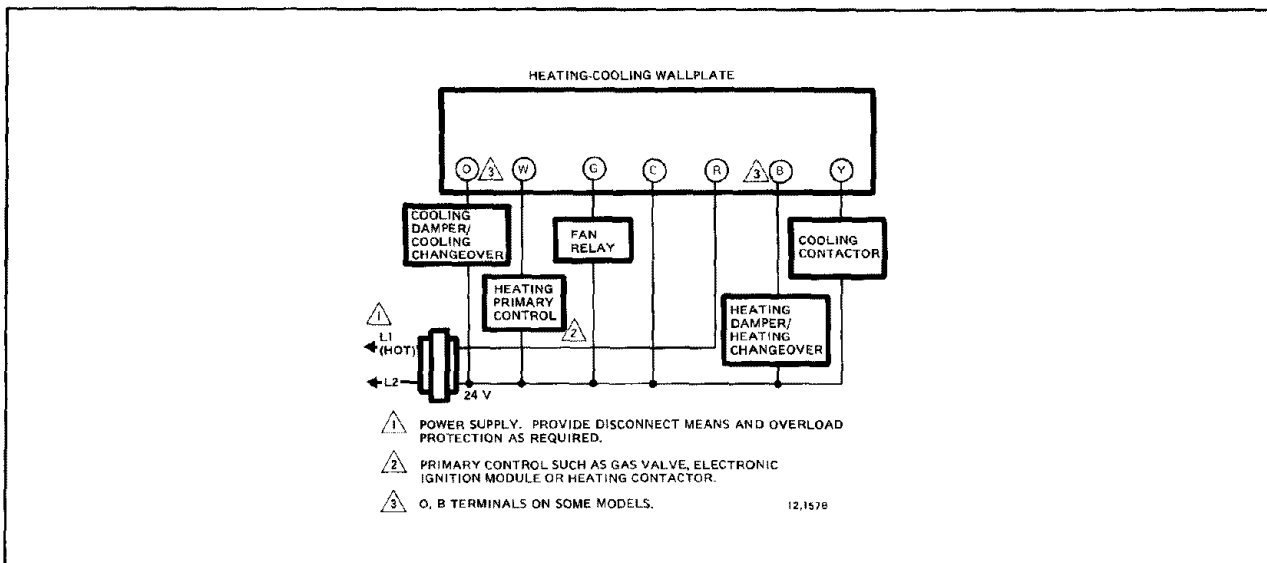 HEATING-COOLING WALLPLATE
O 3 W G C R 3 B Y
COOLING
DAMPER/
COOLING
CHANGEOVER
FAN
RELAY
COOLING
CONTACTOR
HEATING
PRIMARY
CONTROL
2
HEATING
DAMPER/
HEATING
CHANGEOVER
1
L1
(HOT)
L2
24 V
1 POWER SUPPLY. PROVIDE DISCONNECT MEANS AND OVERLOAD
PROTECTION AS REQUIRED.
2 PRIMARY CONTROL SUCH AS GAS VALVE, ELECTRONIC
IGNITION MODULE OR HEATING CONTACTOR.
3 O, B TERMINALS ON SOME MODELS.
12,1578